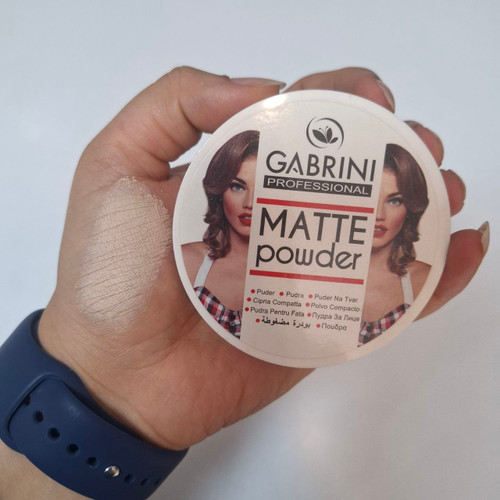 GABRINI
PROFESSIONAL
MATTE
powder
• Puder • Pudra • Puder Na Tvar
• Cipria Compatta • Polvo Compacto
• Pudra Pentru Fata • Пудра За Лице
• بودرة مضغوطة • Пουδρα